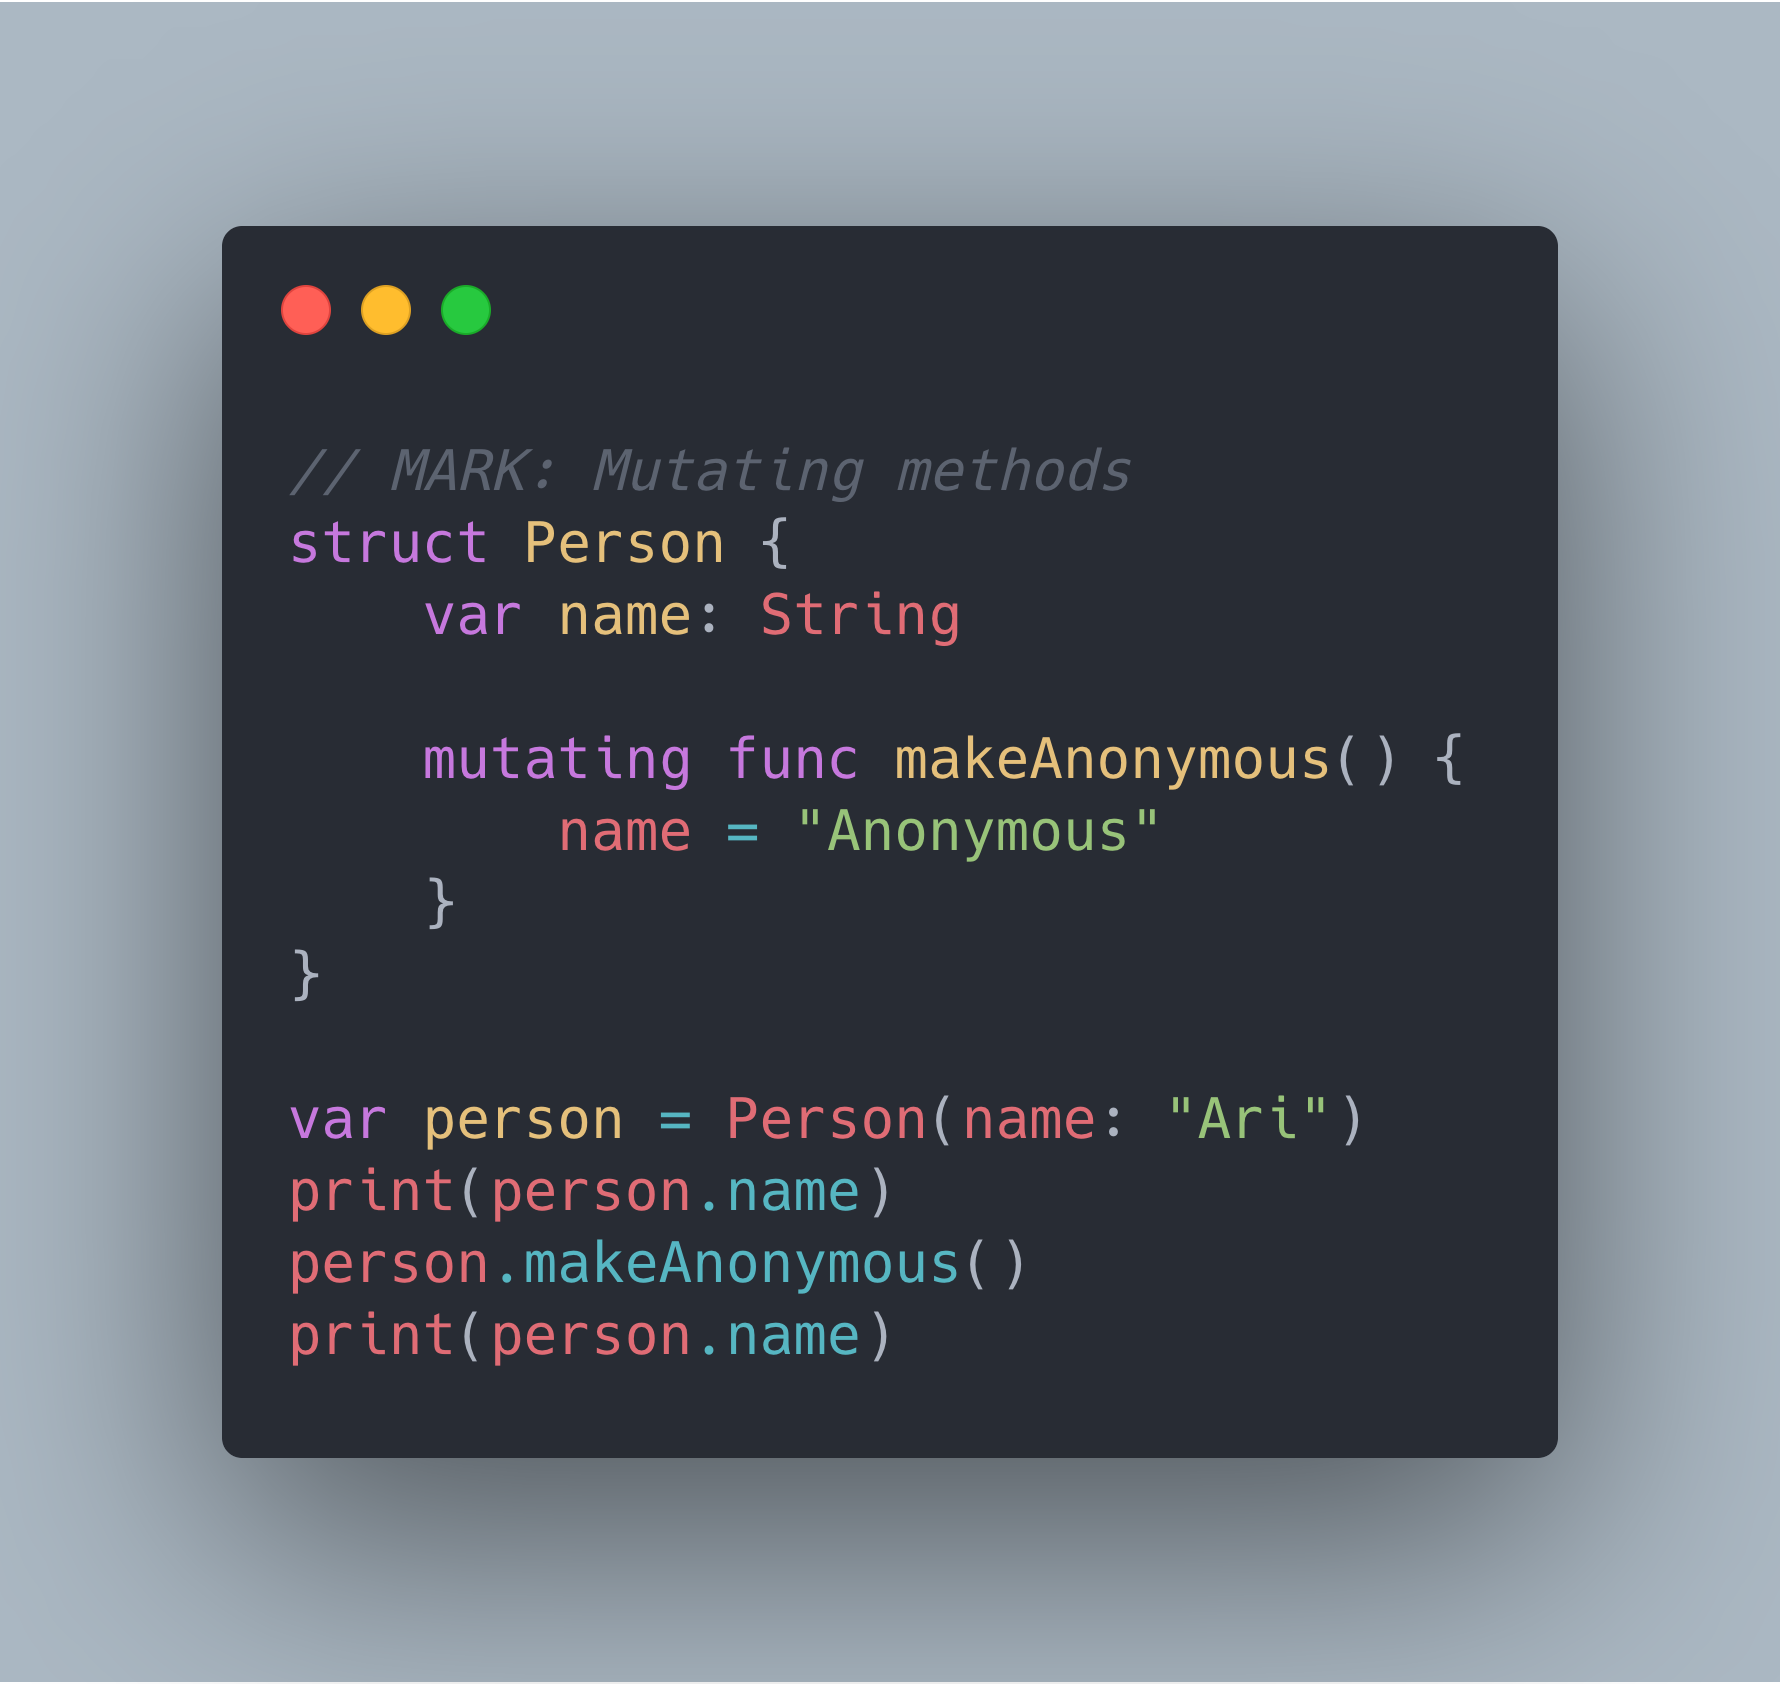 // MARK: Mutating methods
struct Person {
    var name: String

    mutating func makeAnonymous() {
        name = "Anonymous"
    }
}

var person = Person(name: "Ari")
print(person.name)
person.makeAnonymous()
print(person.name)